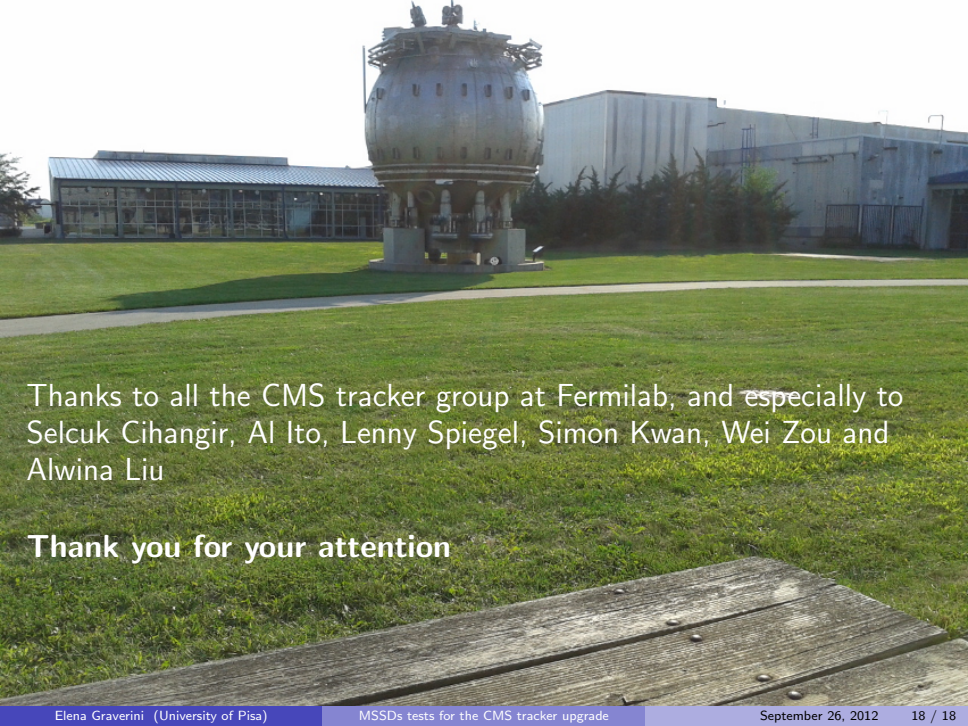 Thanks to all the CMS tracker group at Fermilab, and especially to
Selcuk Cihangir, Al Ito, Lenny Spiegel, Simon Kwan, Wei Zou and
Alwina Liu
Thank you for your attention
Elena Graverini (University of Pisa) MSSDs tests for the CMS tracker upgrade September 26, 2012 18 / 18